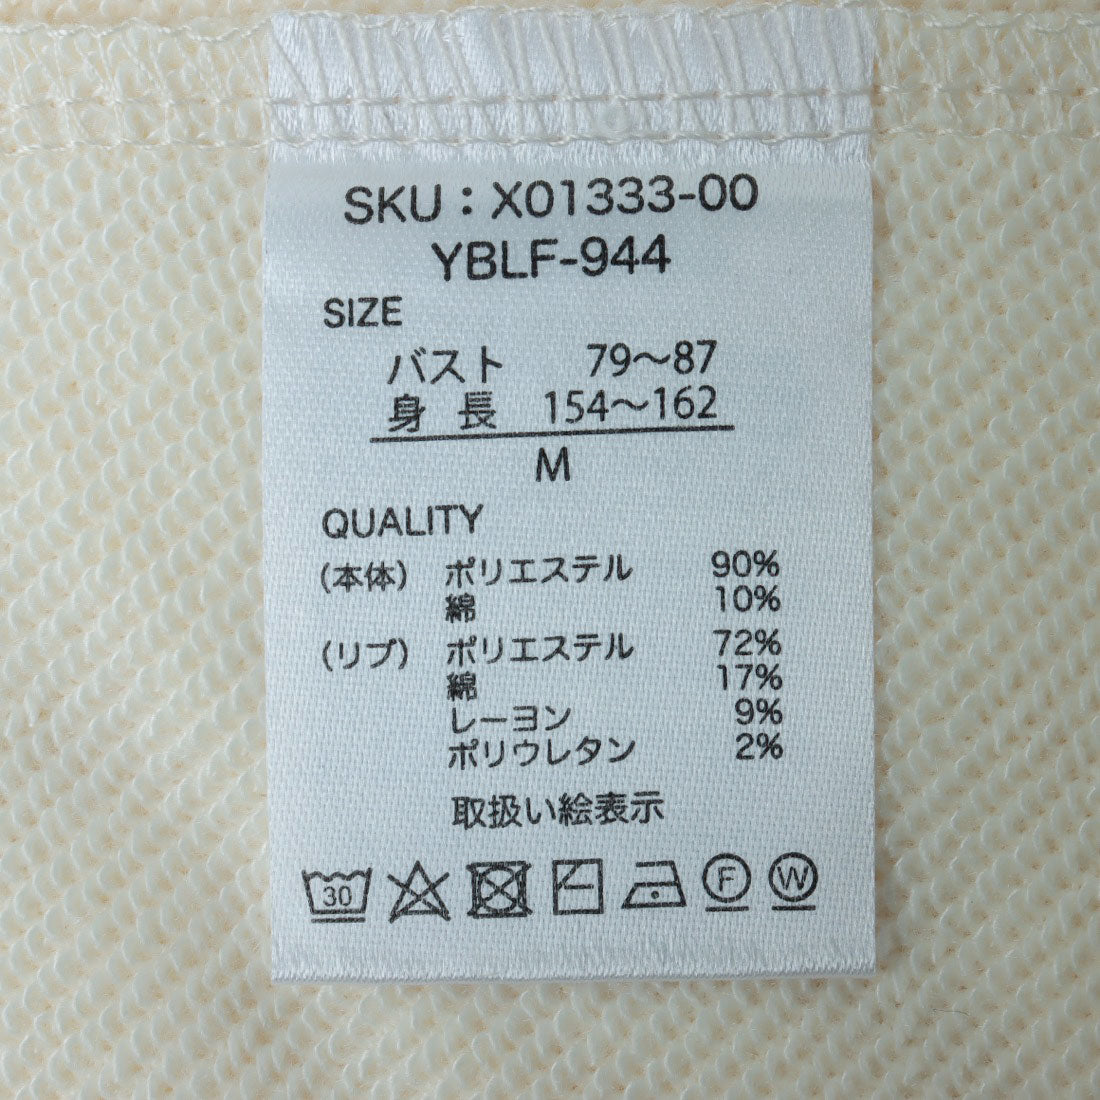 SKU：X01333-00
YBLF-944
SIZE
バスト 79～87
身 長 154～162
M
QUALITY
(本体) ポリエステル 90%
綿 10%
(リブ) ポリエステル 72%
綿 17%
レーヨン 9%
ポリウレタン 2%
取扱い絵表示
30 F W